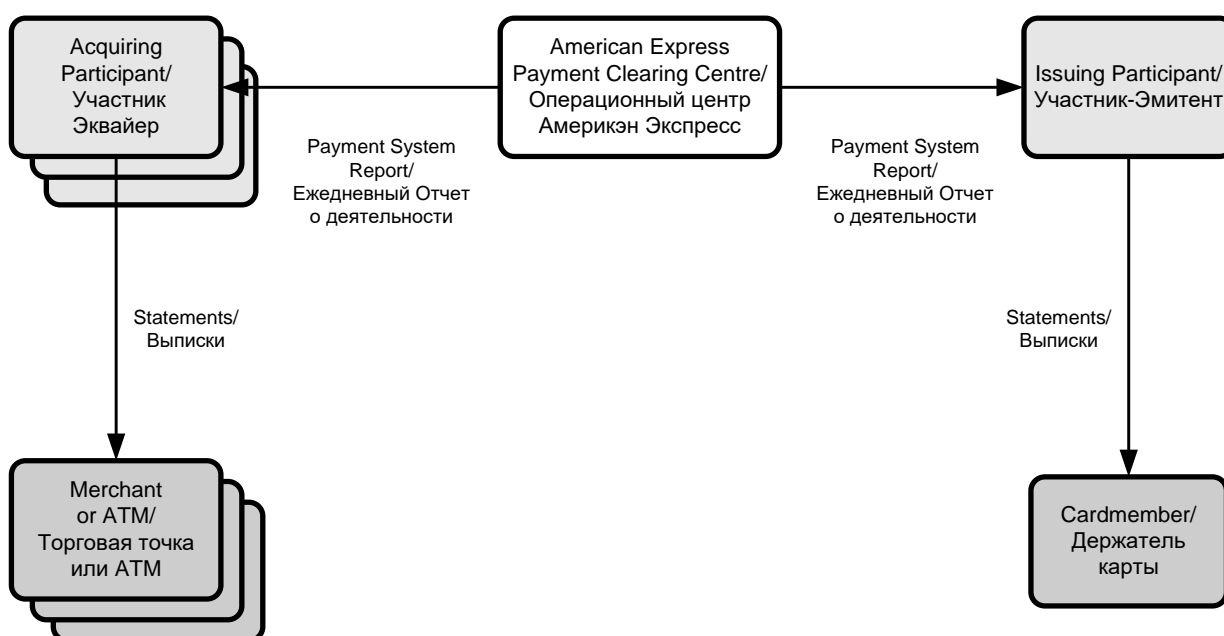 Acquiring
Participant/
Участник
Эквайер
American Express
Payment Clearing Centre/
Операционный центр
Америкэн Экспресс
Issuing Participant/
Участник-Эмитент
Payment System
Report/
Ежедневный Отчет
о деятельности
Payment System
Report/
Ежедневный Отчет
о деятельности
Statements/
Выписки
Statements/
Выписки
Merchant
or ATM/
Торговая точка
или ATM
Cardmember/
Держатель
карты